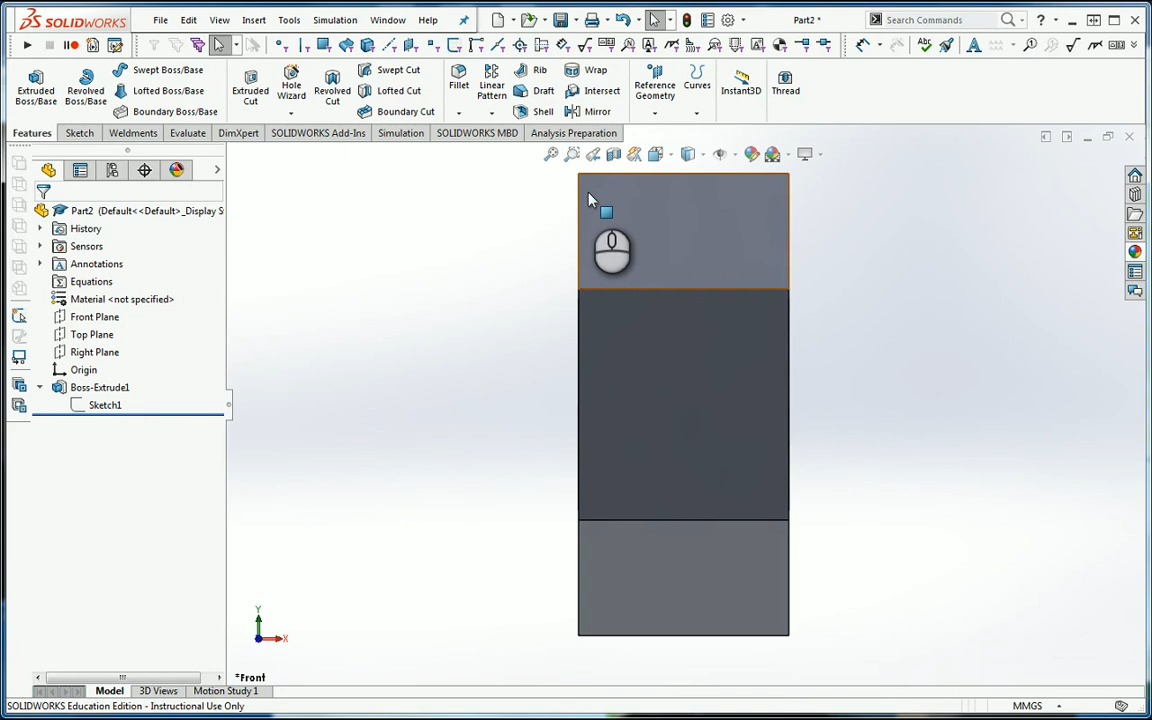 SOLIDWORKS File Edit View Insert Tools Simulation Window Help Part2 * Search Commands ?
Extruded Boss/Base
Revolved Boss/Base
Swept Boss/Base
Lofted Boss/Base
Boundary Boss/Base
Extruded Cut
Hole Wizard
Revolved Cut
Swept Cut
Lofted Cut
Boundary Cut
Fillet
Linear Pattern
Rib
Draft
Shell
Wrap
Intersect
Mirror
Reference Geometry
Curves
Instant3D
Thread
Features Sketch Weldments Evaluate DimXpert SOLIDWORKS Add-Ins Simulation SOLIDWORKS MBD Analysis Preparation
Part2 (Default<<Default>_Display S
History
Sensors
Annotations
Equations
Material <not specified>
Front Plane
Top Plane
Right Plane
Origin
Boss-Extrude1
Sketch1
Y
X
*Front
Model 3D Views Motion Study 1
SOLIDWORKS Education Edition - Instructional Use Only MMGS